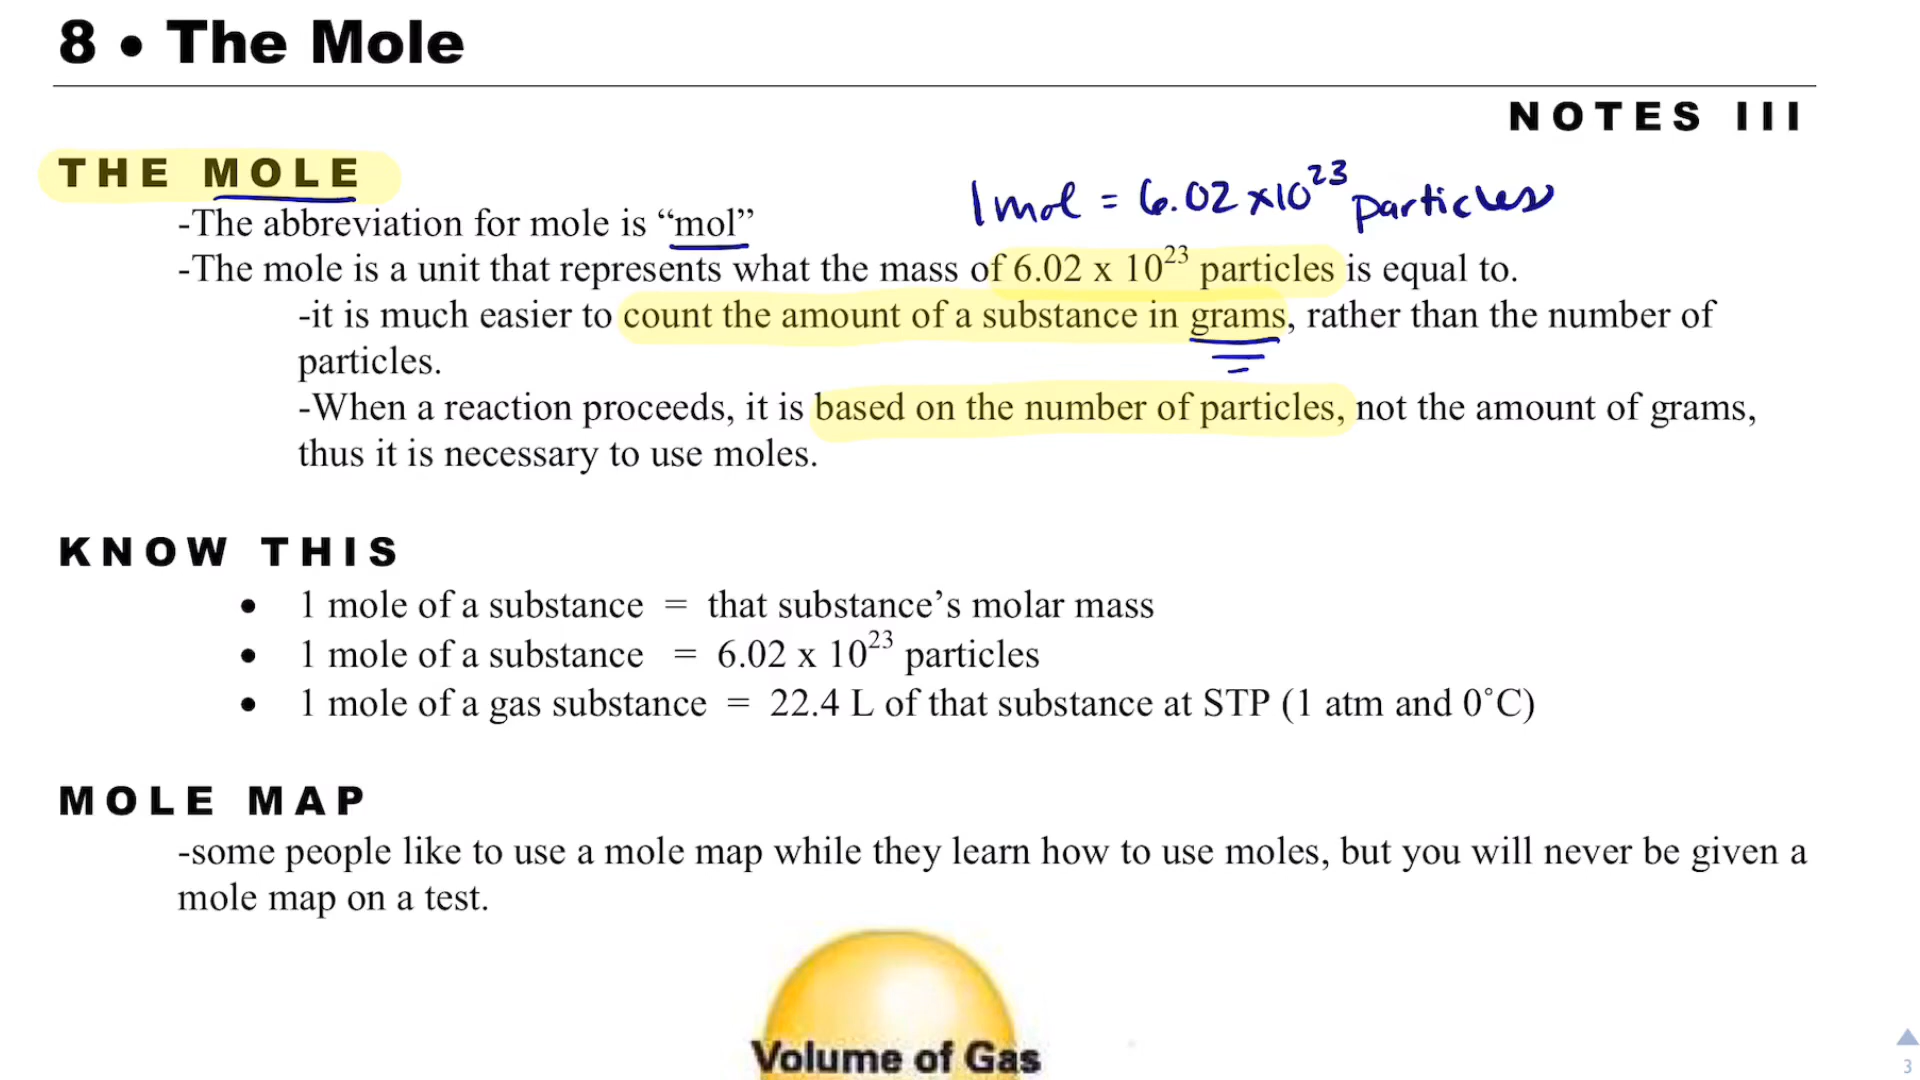 8 • The Mole
NOTES III
THE MOLE
1 mol = 6.02 x10²³ particles
-The abbreviation for mole is “mol”
-The mole is a unit that represents what the mass of 6.02 x 10²³ particles is equal to.
-it is much easier to count the amount of a substance in grams, rather than the number of
particles.
-When a reaction proceeds, it is based on the number of particles, not the amount of grams,
thus it is necessary to use moles.
KNOW THIS
• 1 mole of a substance = that substance’s molar mass
• 1 mole of a substance = 6.02 x 10²³ particles
• 1 mole of a gas substance = 22.4 L of that substance at STP (1 atm and 0˚C)
MOLE MAP
-some people like to use a mole map while they learn how to use moles, but you will never be given a
mole map on a test.
Volume of Gas
3